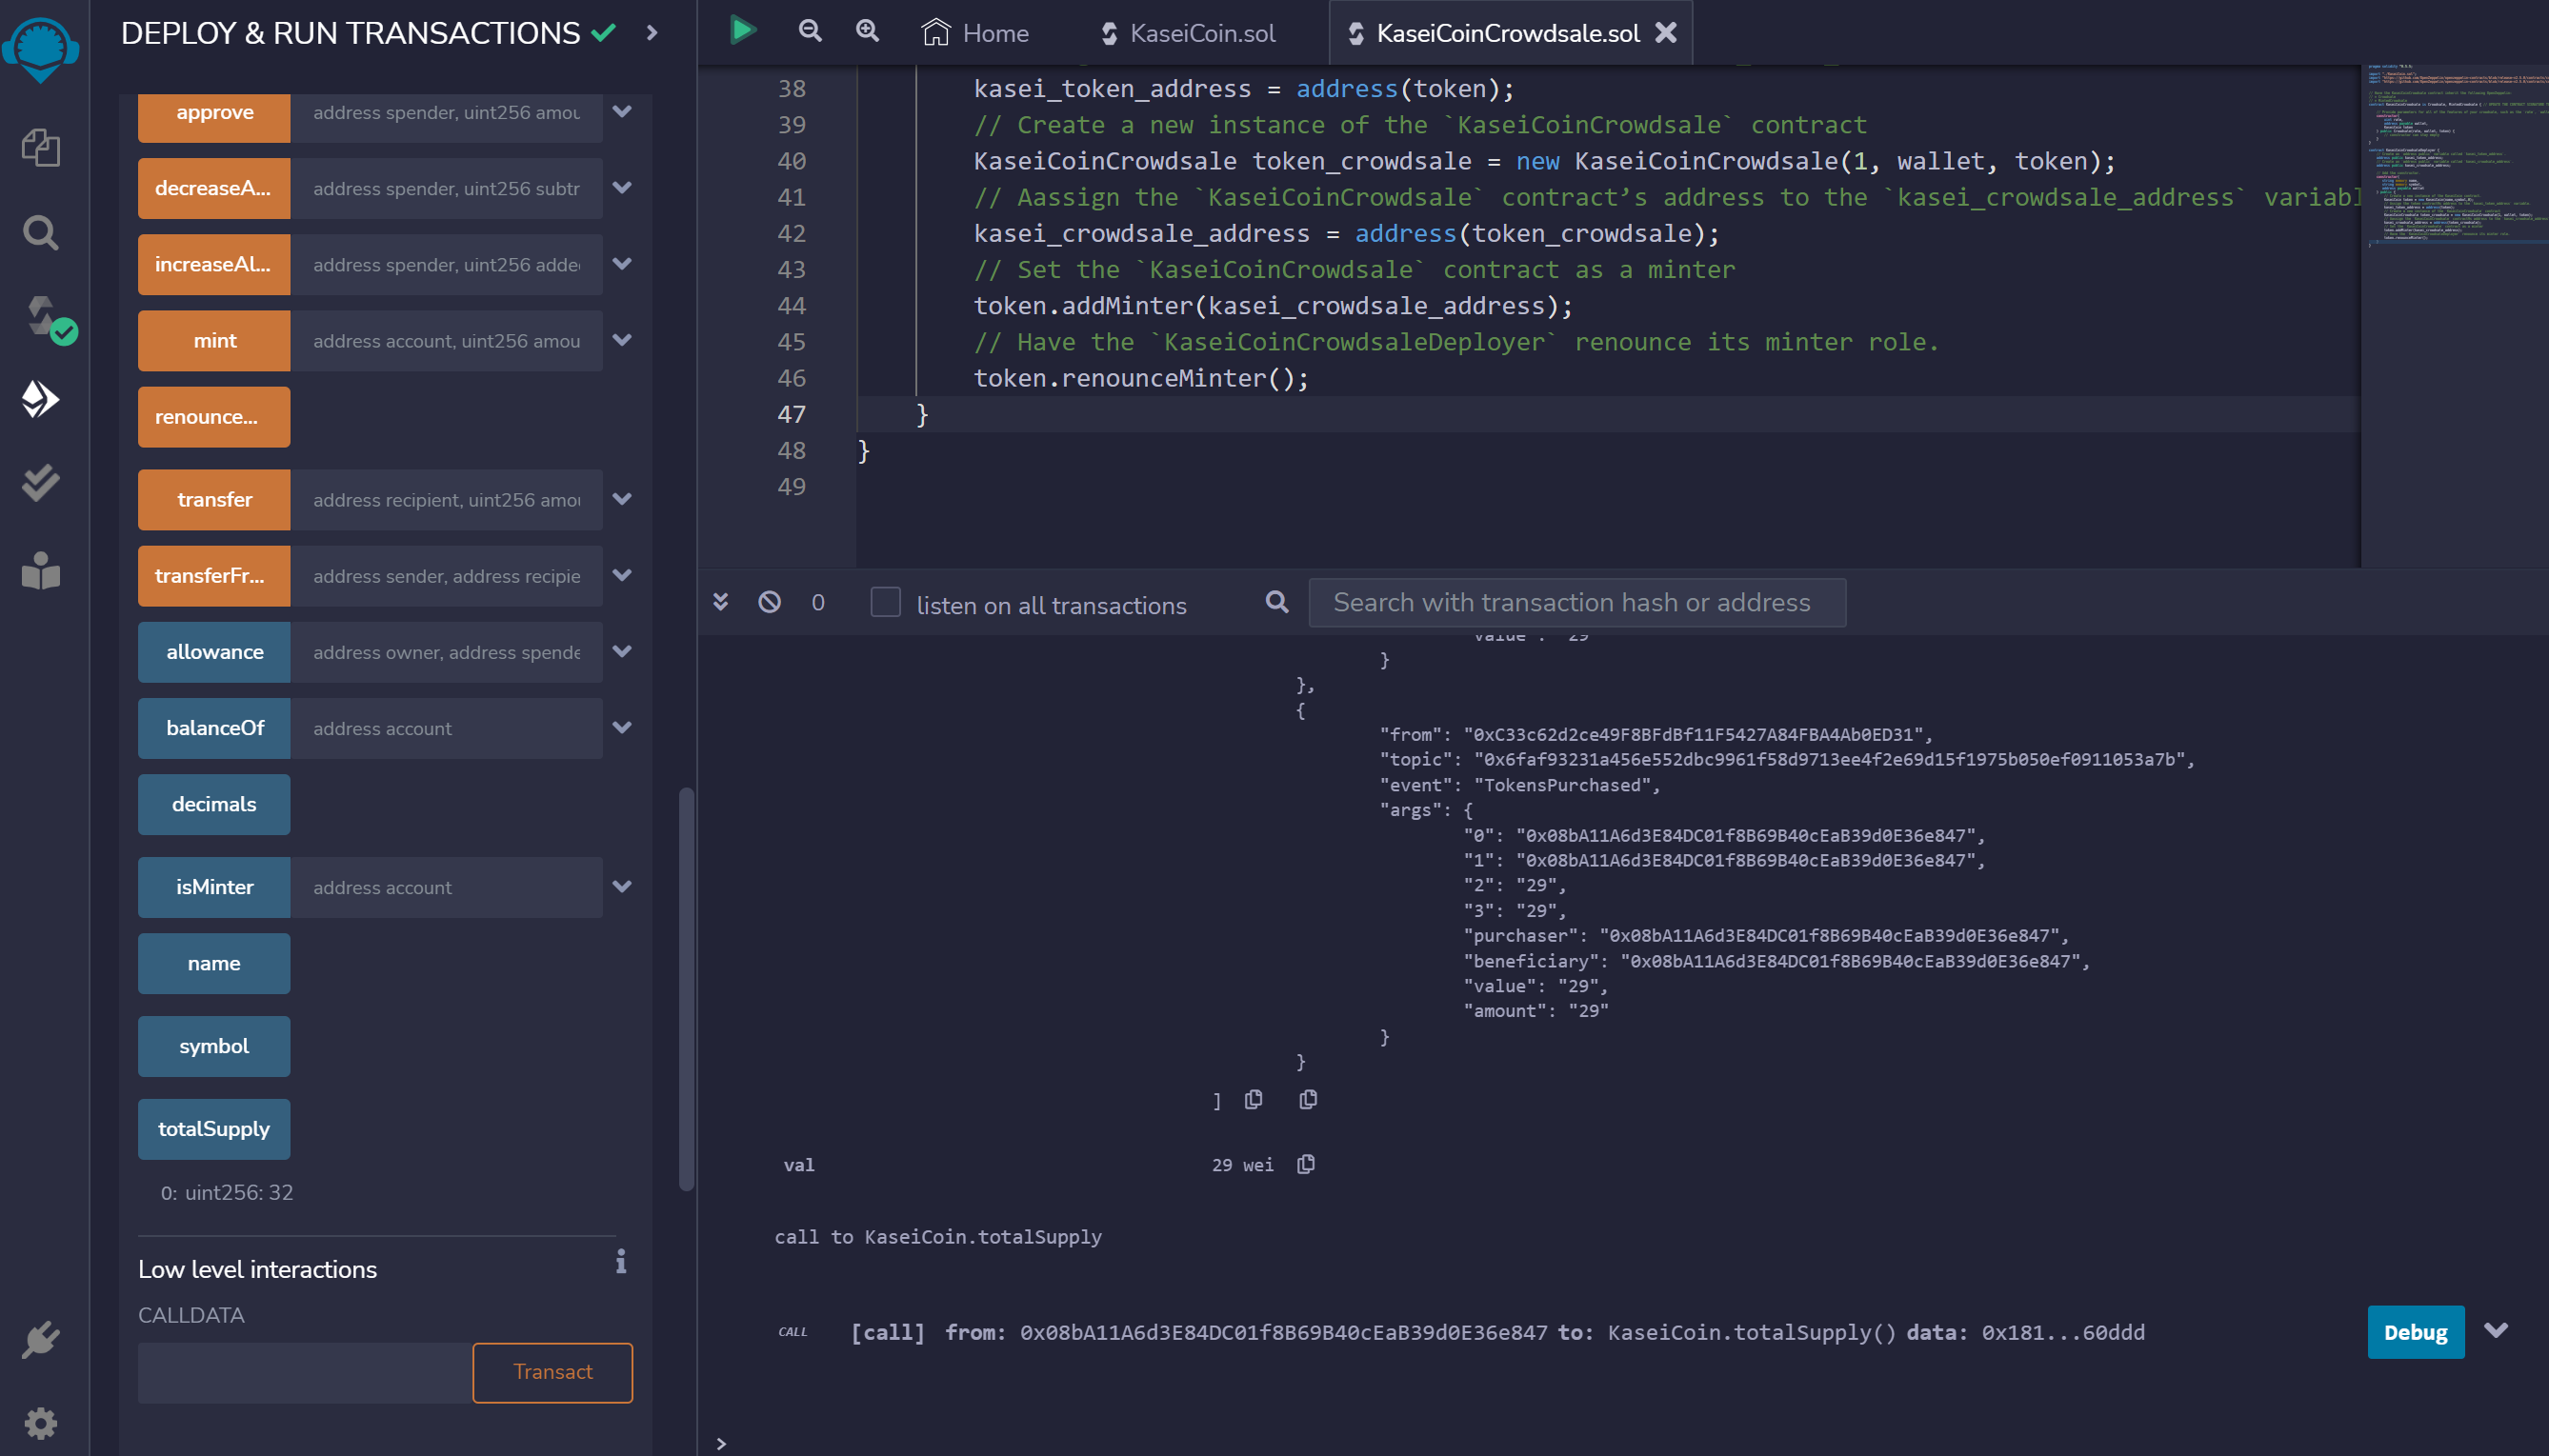 DEPLOY & RUN TRANSACTIONS
approve address spender, uint256 amou
decreaseA... address spender, uint256 subtr
increaseAl... address spender, uint256 added
mint address account, uint256 amou
renounce...
transfer address recipient, uint256 amou
transferFr... address sender, address recipie
allowance address owner, address spende
balanceOf address account
decimals
isMinter address account
name
symbol
totalSupply
0: uint256: 32
Low level interactions
CALLDATA
Transact
Home KaseiCoin.sol KaseiCoinCrowdsale.sol
38 kasei_token_address = address(token);
39 // Create a new instance of the `KaseiCoinCrowdsale` contract
40 KaseiCoinCrowdsale token_crowdsale = new KaseiCoinCrowdsale(1, wallet, token);
41 // Aassign the `KaseiCoinCrowdsale` contract’s address to the `kasei_crowdsale_address` variabl
42 kasei_crowdsale_address = address(token_crowdsale);
43 // Set the `KaseiCoinCrowdsale` contract as a minter
44 token.addMinter(kasei_crowdsale_address);
45 // Have the `KaseiCoinCrowdsaleDeployer` renounce its minter role.
46 token.renounceMinter();
47 }
48 }
49
0 listen on all transactions Search with transaction hash or address
"value": "29"
}
},
{
"from": "0xC33c62d2ce49F8BFdBf11F5427A84FBA4Ab0ED31",
"topic": "0x6faf93231a456e552dbc9961f58d9713ee4f2e69d15f1975b050ef0911053a7b",
"event": "TokensPurchased",
"args": {
"0": "0x08bA11A6d3E84DC01f8B69B40cEaB39d0E36e847",
"1": "0x08bA11A6d3E84DC01f8B69B40cEaB39d0E36e847",
"2": "29",
"3": "29",
"purchaser": "0x08bA11A6d3E84DC01f8B69B40cEaB39d0E36e847",
"beneficiary": "0x08bA11A6d3E84DC01f8B69B40cEaB39d0E36e847",
"value": "29",
"amount": "29"
}
}
]
val 29 wei
call to KaseiCoin.totalSupply
CALL [call] from: 0x08bA11A6d3E84DC01f8B69B40cEaB39d0E36e847 to: KaseiCoin.totalSupply() data: 0x181...60ddd
Debug
>